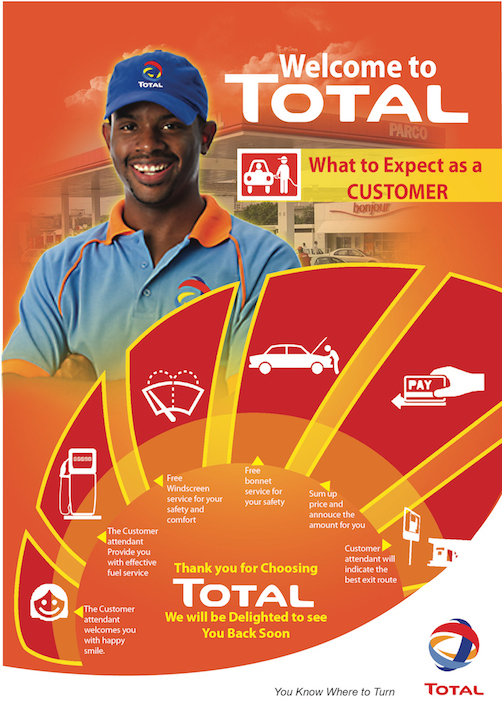 Welcome to
TOTAL
TOTAL
PARCO
What to Expect as a
CUSTOMER
bonjour
PAY
Free
Windscreen
service for your
safety and
comfort
Free
bonnet
service for
your safety
Sum up
price and
annouce the
amount for you
The Customer
attendant
Provide you
with effective
fuel service
Customer
attendant will
indicate the
best exit route
The Customer
attendant
welcomes you
with happy
smile.
Thank you for Choosing
TOTAL
We will be Delighted to see
You Back Soon
You Know Where to Turn
TOTAL